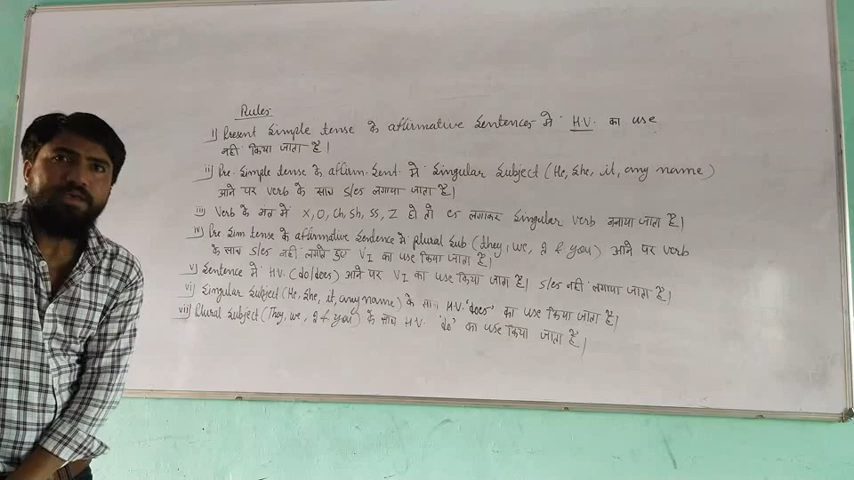 Rules
i) Present simple tense के affirmative sentences में H.V. का use
नहीं किया जाता है।
ii) Pre. simple tense के affirm. sent. में singular subject (He, she, it, any name)
आने पर verb के साथ s/es लगाया जाता है।
iii) Verb के अंत में x, o, ch, sh, ss, z हो तो es लगाकर singular verb बनाया जाता है।
iv) Pre sim. tense के affirmative sentence में plural sub (they, we, I & you) आने पर verb
के साथ s/es नहीं लगाते हुए V1 का use किया जाता है।
v) Sentence में H.V. (do/does) आने पर V1 का use किया जाता है। s/es नहीं लगाया जाता है।
vi) Singular subject (He, she, it, any name) के साथ H.V. 'does' का use किया जाता है।
vii) Plural subject (They, we, I & you) के साथ H.V. 'do' का use किया जाता है।